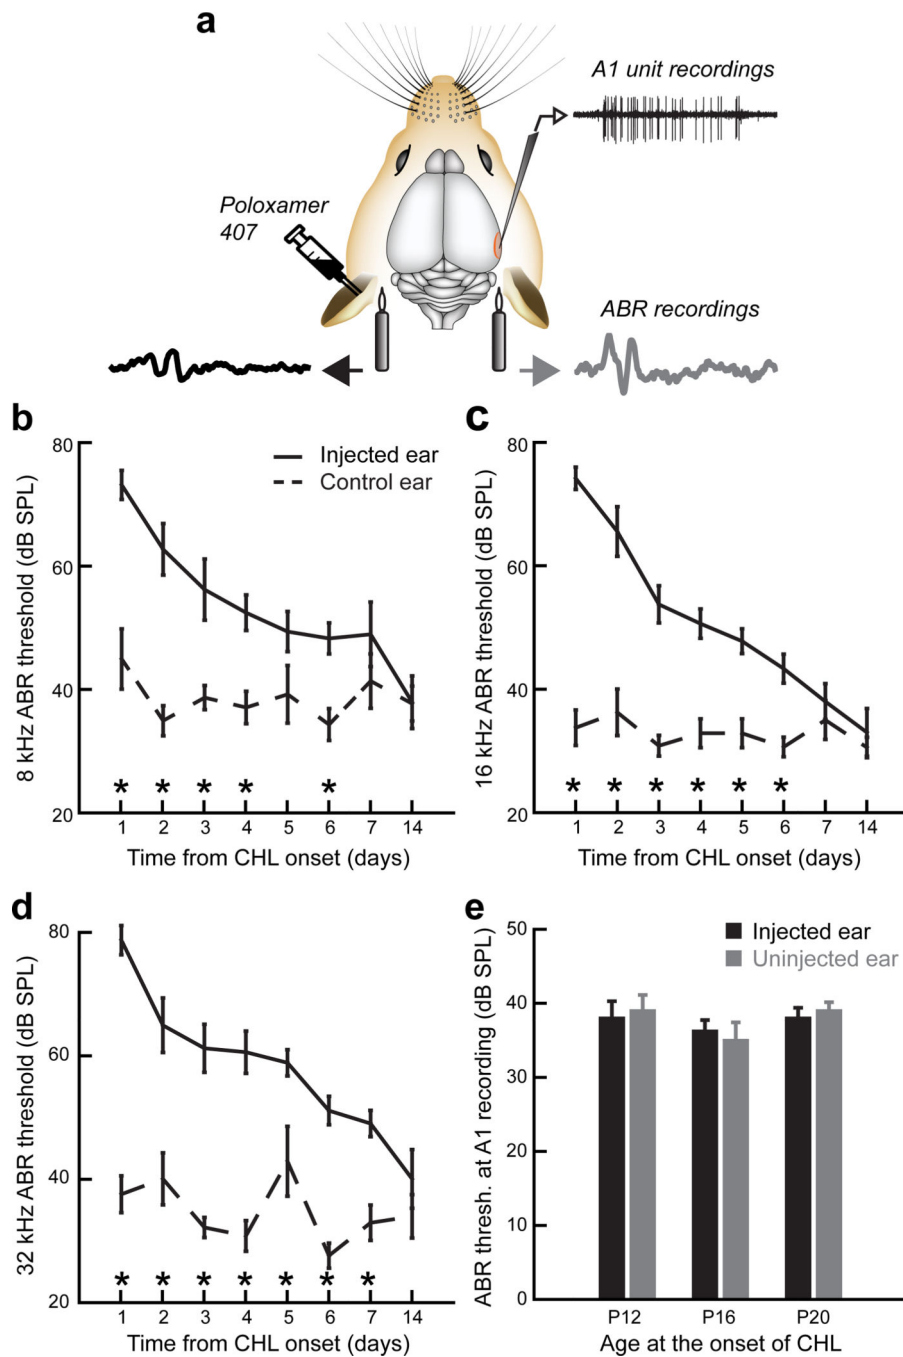 a
A1 unit recordings
Poloxamer
407
ABR recordings
b
8 kHz ABR threshold (dB SPL)
80
60
40
20
Injected ear
Control ear
* * * * *
1 2 3 4 5 6 7 14
Time from CHL onset (days)
c
16 kHz ABR threshold (dB SPL)
80
60
40
20
* * * * * *
1 2 3 4 5 6 7 14
Time from CHL onset (days)
d
32 kHz ABR threshold (dB SPL)
80
60
40
20
* * * * * * *
1 2 3 4 5 6 7 14
Time from CHL onset (days)
e
ABR thresh. at A1 recording (dB SPL)
50
40
30
20
10
0
Injected ear
Uninjected ear
P12 P16 P20
Age at the onset of CHL